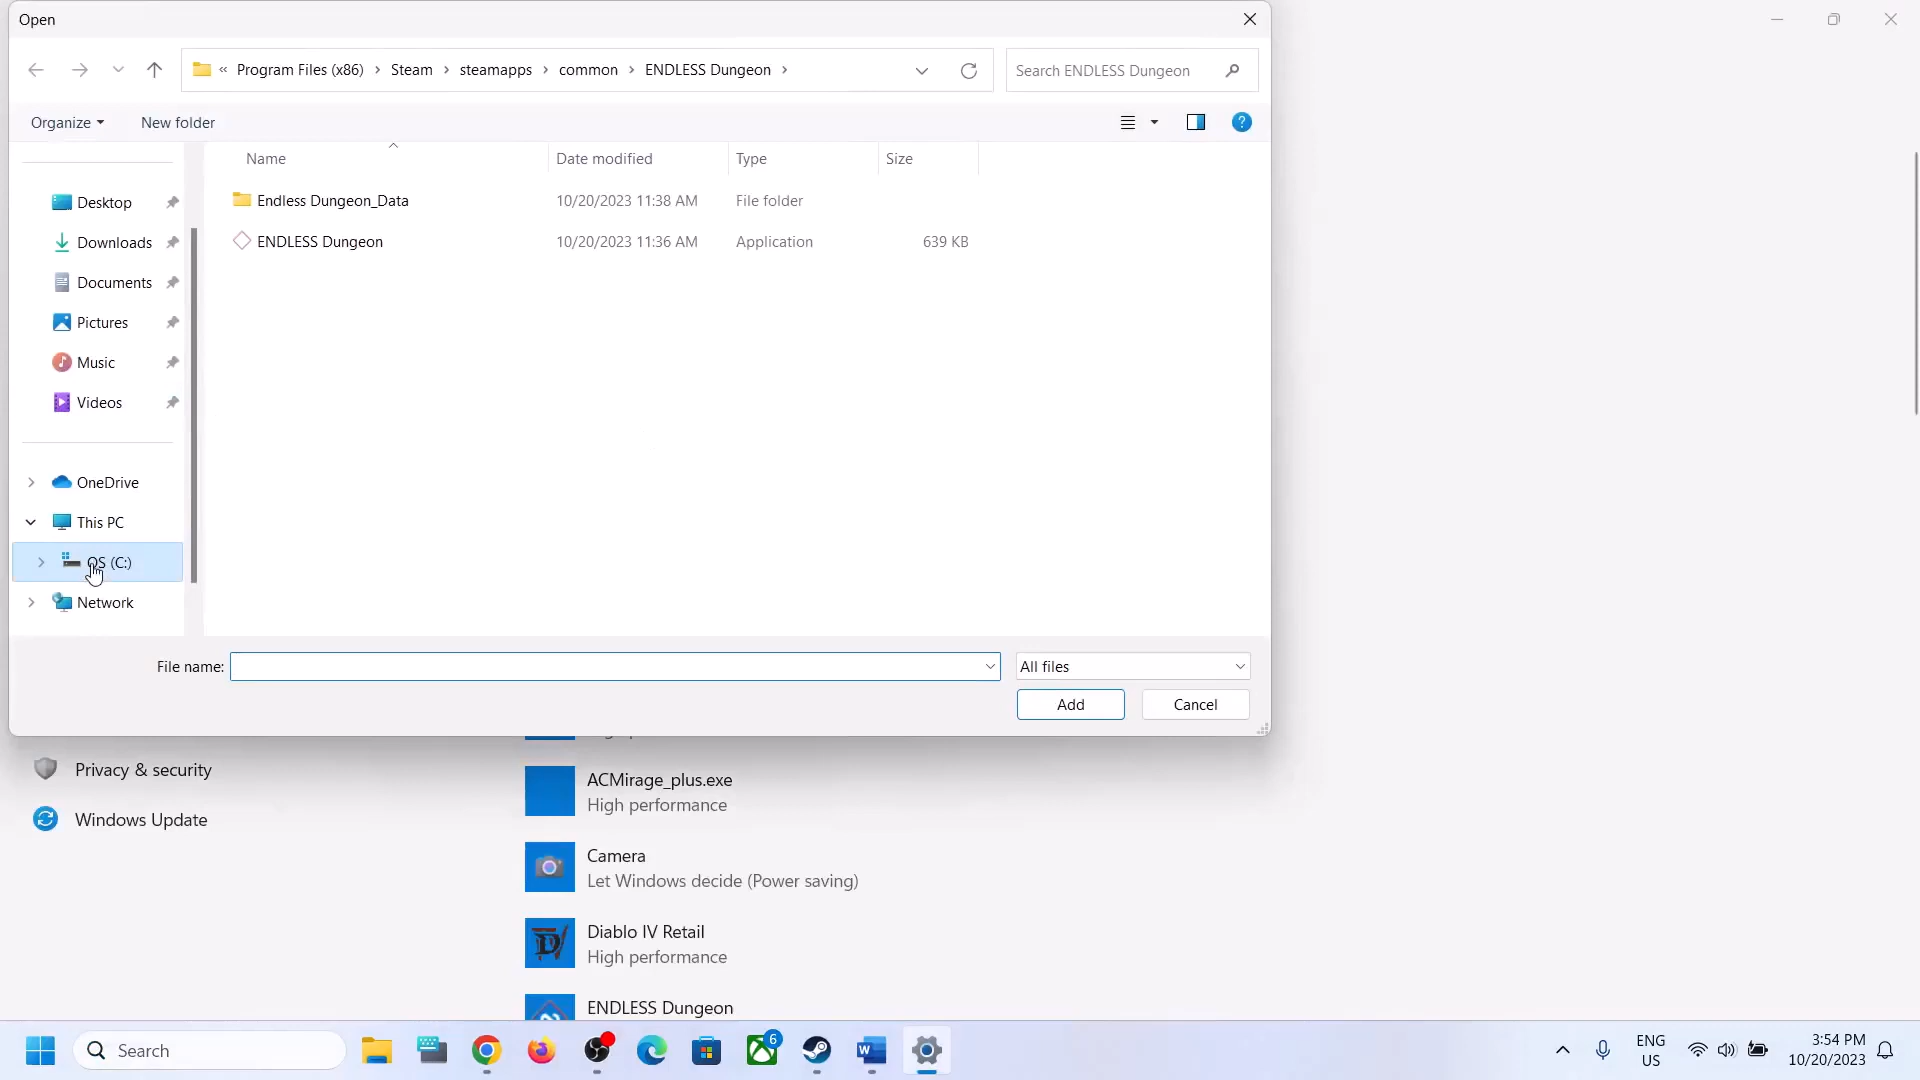 Open
« Program Files (x86) > Steam > steamapps > common > ENDLESS Dungeon >
Search ENDLESS Dungeon
Organize
New folder
Name
Date modified
Type
Size
Endless Dungeon_Data
10/20/2023 11:38 AM
File folder
ENDLESS Dungeon
10/20/2023 11:36 AM
Application
639 KB
Desktop
Downloads
Documents
Pictures
Music
Videos
OneDrive
This PC
OS (C:)
Network
File name:
All files
Add
Cancel
Privacy & security
Windows Update
ACMirage_plus.exe
High performance
Camera
Let Windows decide (Power saving)
Diablo IV Retail
High performance
ENDLESS Dungeon
Search
6
ENG
US
3:54 PM
10/20/2023